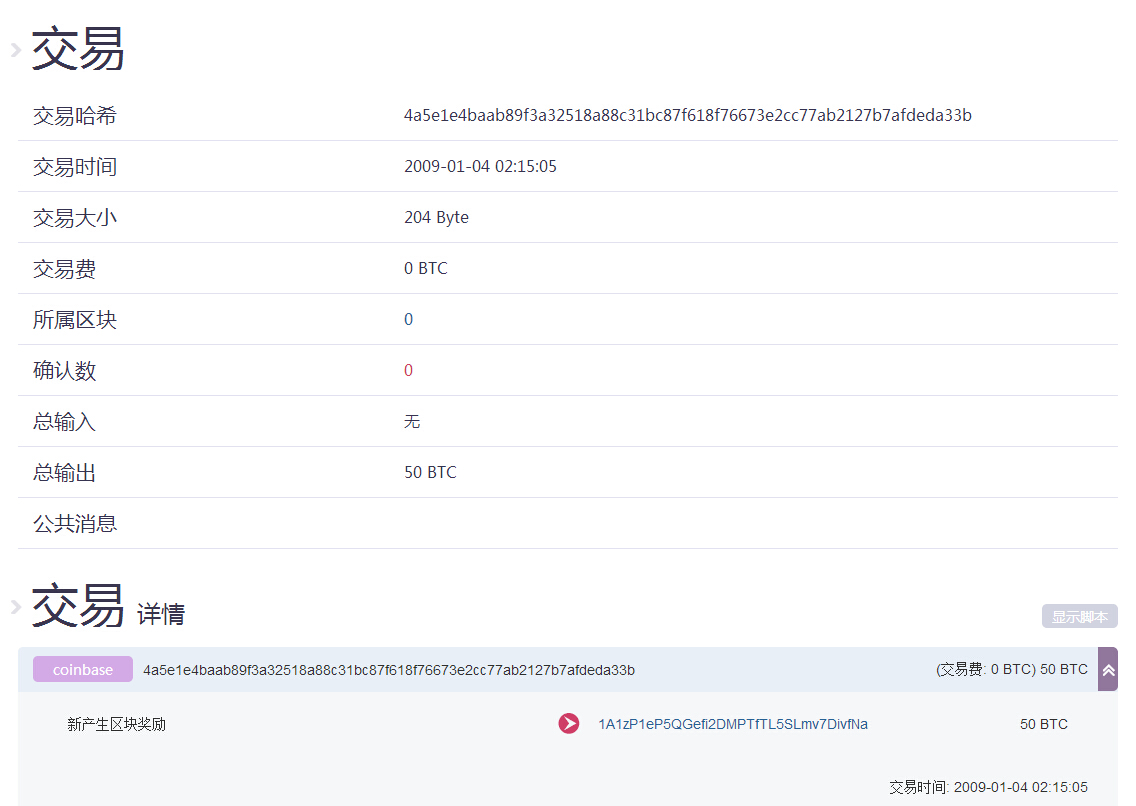 交易
交易哈希 4a5e1e4baab89f3a32518a88c31bc87f618f76673e2cc77ab2127b7afdeda33b
交易时间 2009-01-04 02:15:05
交易大小 204 Byte
交易费 0 BTC
所属区块 0
确认数 0
总输入 无
总输出 50 BTC
公共消息
交易 详情 显示脚本
coinbase 4a5e1e4baab89f3a32518a88c31bc87f618f76673e2cc77ab2127b7afdeda33b (交易费: 0 BTC) 50 BTC
新产生区块奖励 1A1zP1eP5QGefi2DMPTfTL5SLmv7DivfNa 50 BTC
交易时间: 2009-01-04 02:15:05